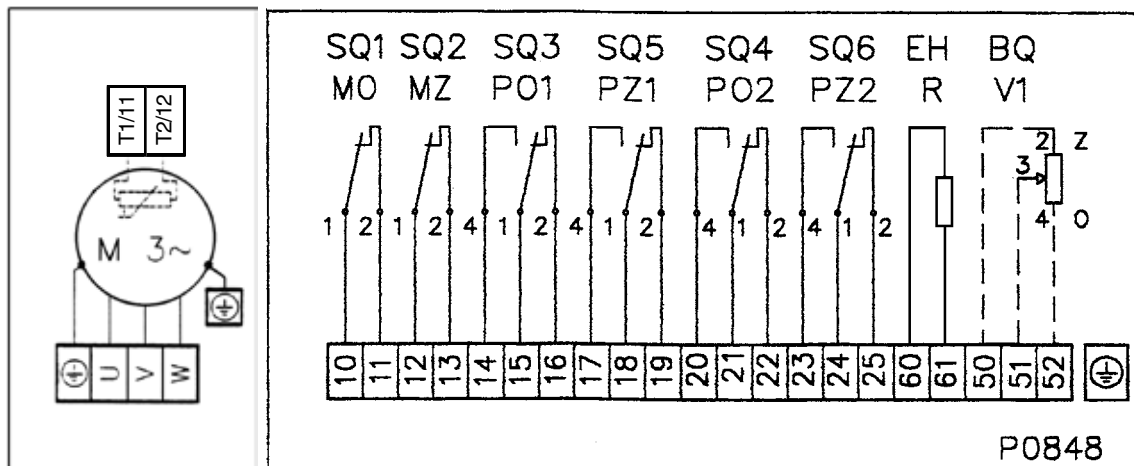 T1/11
T2/12
M 3~
U
V
W
SQ1 SQ2 SQ3 SQ5 SQ4 SQ6 EH BQ
MO MZ PO1 PZ1 PO2 PZ2 R V1
2 Z
3
1 2 1 2 4 1 2 4 1 2 4 1 2 4 1 2 4 O
10 11 12 13 14 15 16 17 18 19 20 21 22 23 24 25 60 61 50 51 52
P0848